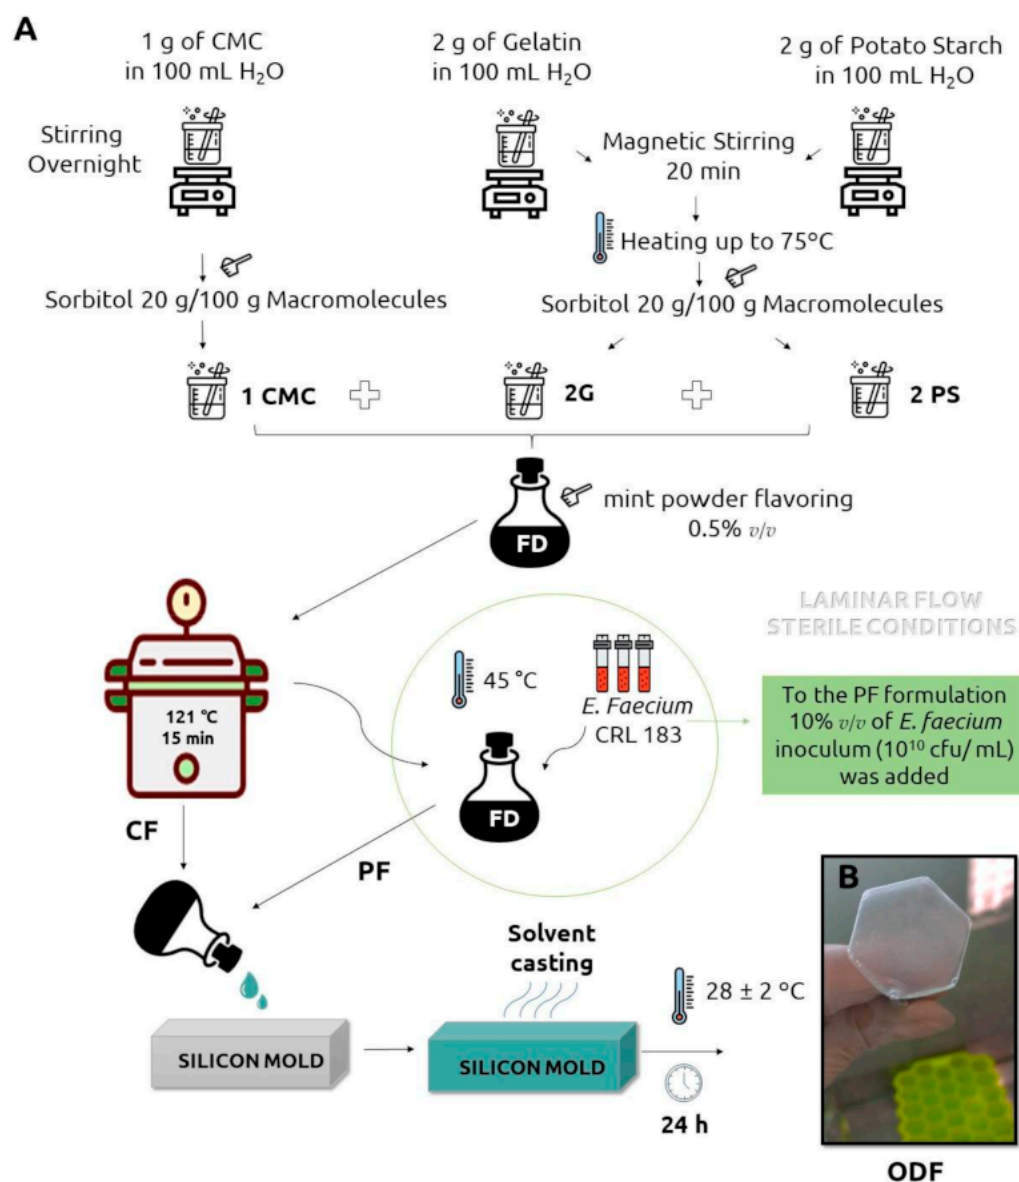 A
1 g of CMC
in 100 mL H₂O
2 g of Gelatin
in 100 mL H₂O
2 g of Potato Starch
in 100 mL H₂O
Stirring
Overnight
Magnetic Stirring
20 min
Heating up to 75°C
Sorbitol 20 g/100 g Macromolecules
Sorbitol 20 g/100 g Macromolecules
1 CMC
2G
2 PS
FD
mint powder flavoring
0.5% v/v
LAMINAR FLOW
STERILE CONDITIONS
121 °C
15 min
45 °C
E. Faecium
CRL 183
To the PF formulation
10% v/v of E. faecium
inoculum (10¹⁰ cfu/ mL)
was added
FD
CF
PF
B
Solvent
casting
28 ± 2 °C
SILICON MOLD
SILICON MOLD
24 h
ODF